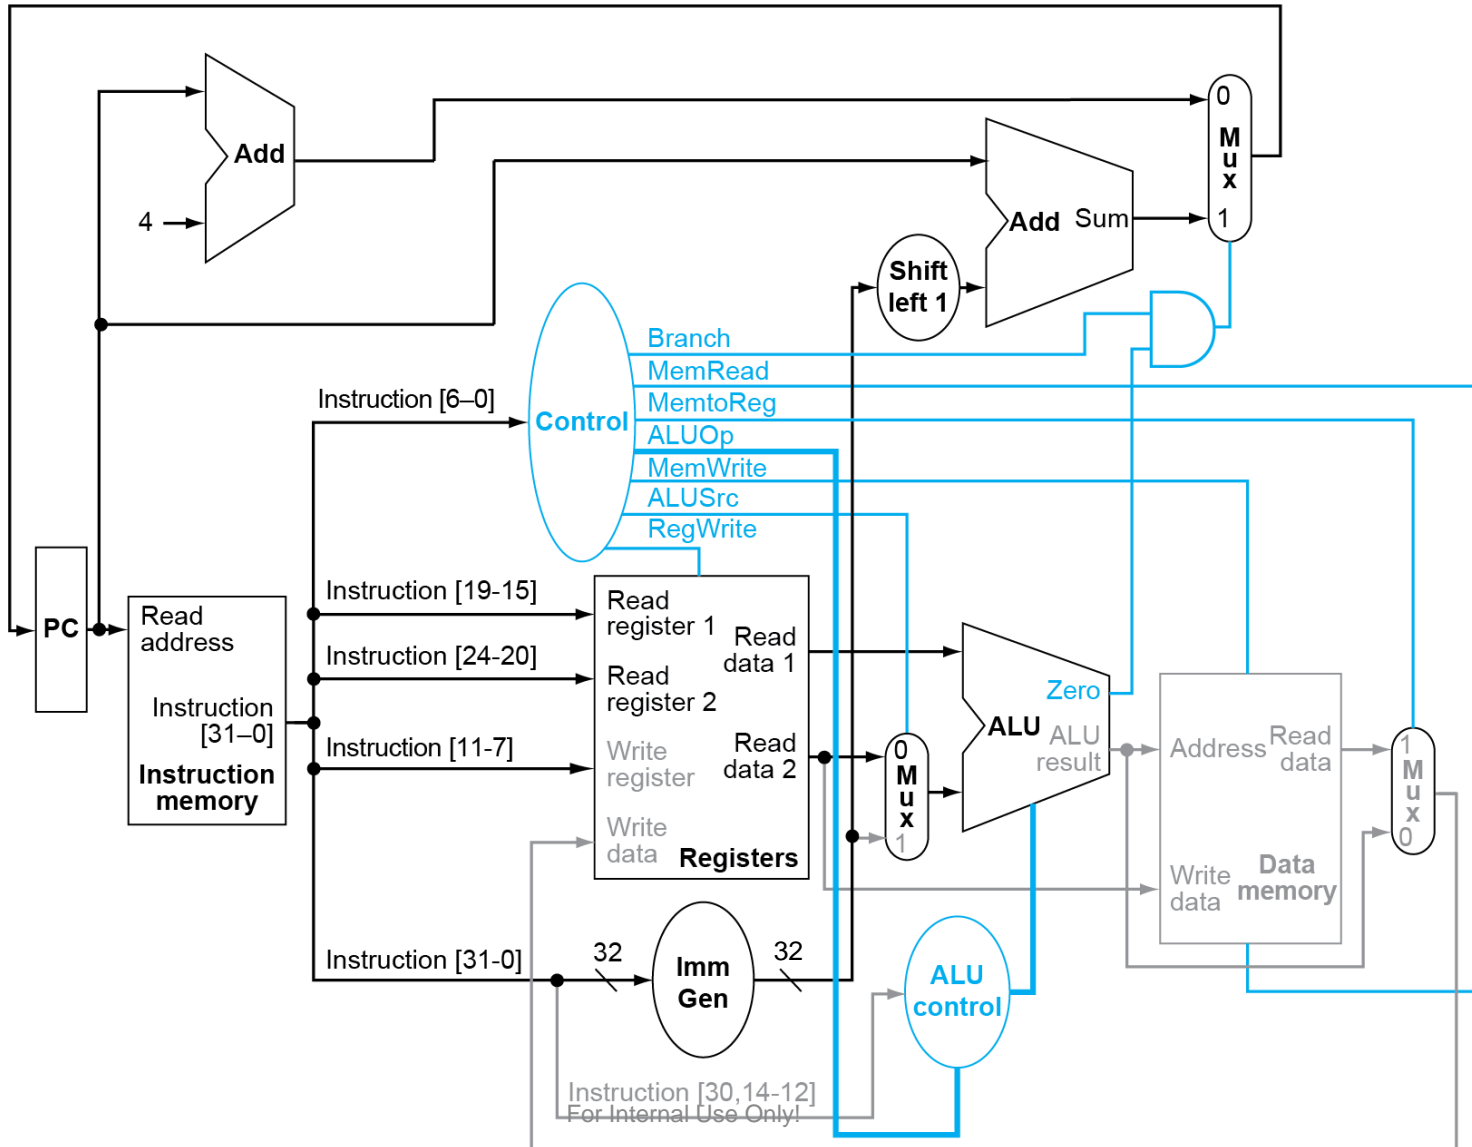 0
M
u
x
1
Add
4
Add Sum
Shift
left 1
Branch
MemRead
MemtoReg
ALUOp
MemWrite
ALUSrc
RegWrite
Control
Instruction [6–0]
PC
Read
address
Instruction
[31–0]
Instruction
memory
Instruction [19-15]
Instruction [24-20]
Instruction [11-7]
Instruction [31-0]
Read
register 1
Read
register 2
Write
register
Write
data
Read
data 1
Read
data 2
Registers
0
M
u
x
1
Zero
ALU
ALU
result
Address
Read
data
Write
data
Data
memory
1
M
u
x
0
32
Imm
Gen
32
ALU
control
Instruction [30,14-12]
For Internal Use Only!